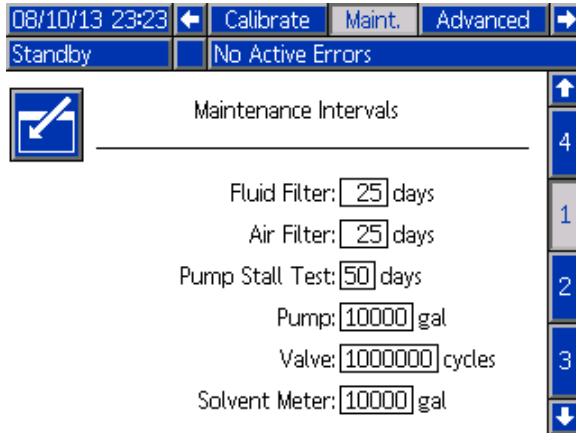 08/10/13 23:23 Calibrate Maint. Advanced
Standby No Active Errors
Maintenance Intervals
4
Fluid Filter: 25 days
1
Air Filter: 25 days
Pump Stall Test: 50 days
2
Pump: 10000 gal
Valve: 1000000 cycles
3
Solvent Meter: 10000 gal